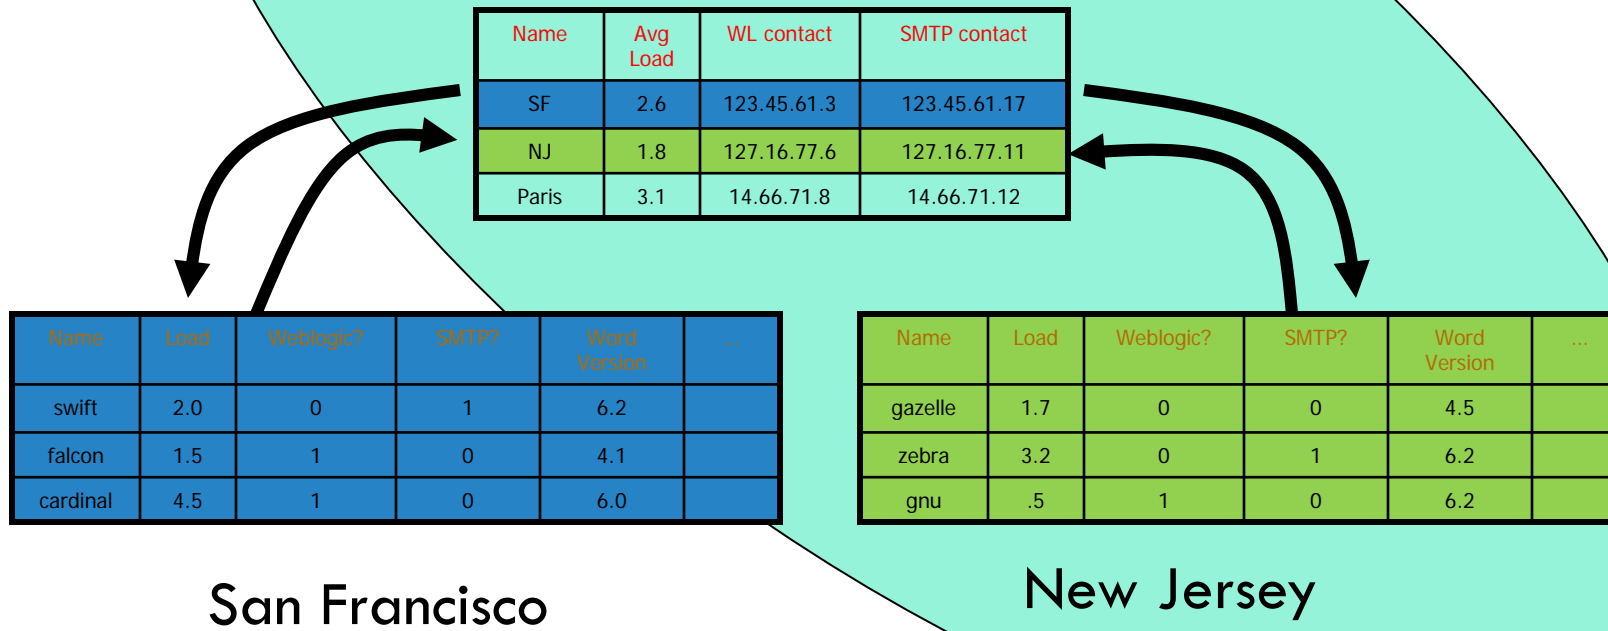 Name Avg Load WL contact SMTP contact
SF 2.6 123.45.61.3 123.45.61.17
NJ 1.8 127.16.77.6 127.16.77.11
Paris 3.1 14.66.71.8 14.66.71.12
Name Load Weblogic? SMTP? Word Version ...
swift 2.0 0 1 6.2
falcon 1.5 1 0 4.1
cardinal 4.5 1 0 6.0
San Francisco
Name Load Weblogic? SMTP? Word Version ...
gazelle 1.7 0 0 4.5
zebra 3.2 0 1 6.2
gnu .5 1 0 6.2
New Jersey